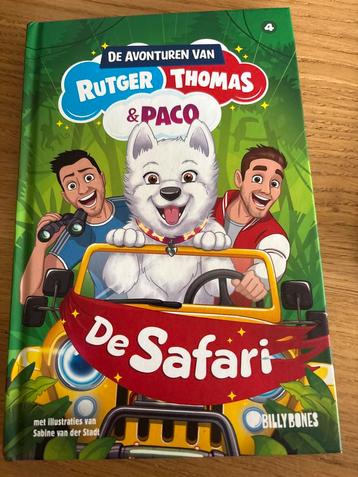 4
DE AVONTUREN VAN
RUTGER THOMAS
& PACO
De Safari
met illustraties van
Sabine van der Stadt
BILLY BONES